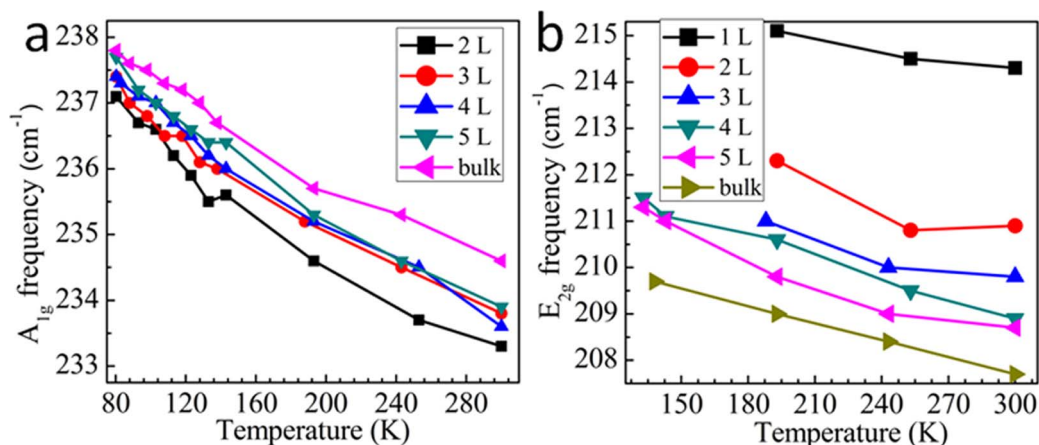 a
238
237
236
235
234
233
A1g frequency (cm-1)
80
120
160
200
240
280
Temperature (K)
2 L
3 L
4 L
5 L
bulk
b
215
214
213
212
211
210
209
208
E2g frequency (cm-1)
150
180
210
240
270
300
Temperature (K)
1 L
2 L
3 L
4 L
5 L
bulk